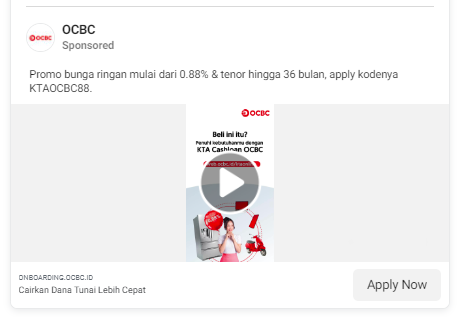 OCBC
OCBC
Sponsored
Promo bunga ringan mulai dari 0.88% & tenor hingga 36 bulan, apply kodenya
KTAOCBC88.
OCBC
Beli ini itu?
Penuhi kebutuhanmu dengan
KTA Cashloan OCBC
ONBOARDING.OCBC.ID
Cairkan Dana Tunai Lebih Cepat
Apply Now